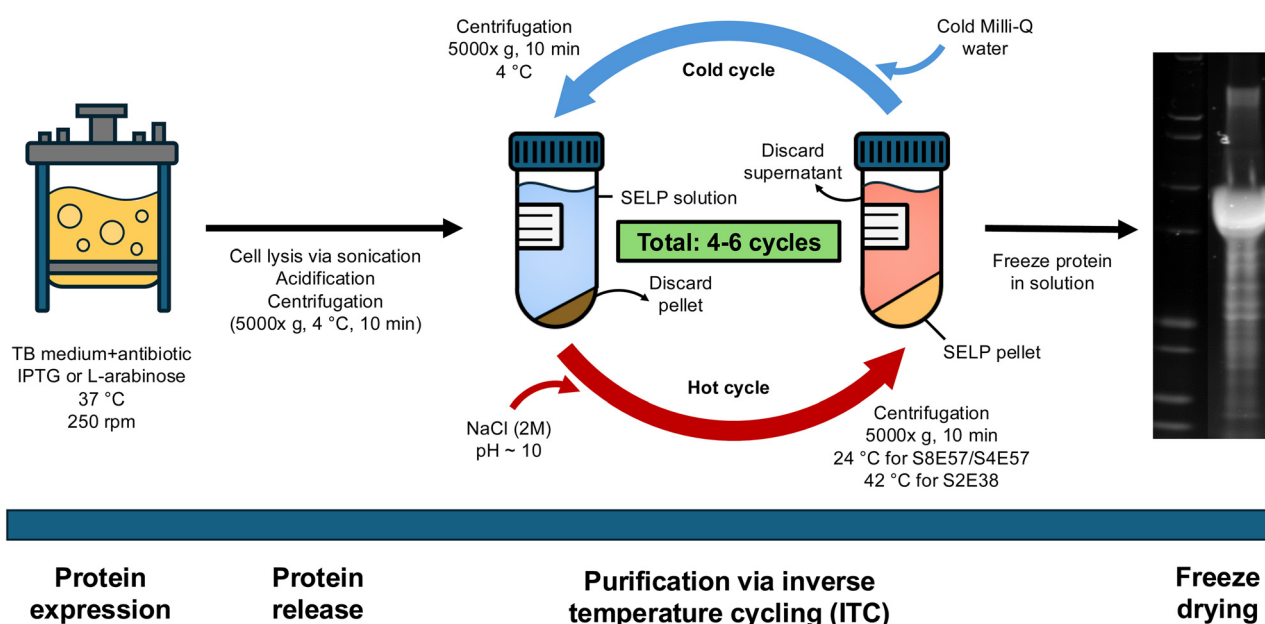 TB medium+antibiotic
IPTG or L-arabinose
37 °C
250 rpm
Cell lysis via sonication
Acidification
Centrifugation
(5000x g, 4 °C, 10 min)
Centrifugation
5000x g, 10 min
4 °C
Cold cycle
Cold Milli-Q
water
SELP solution
Discard
pellet
Total: 4-6 cycles
Discard
supernatant
SELP pellet
Hot cycle
NaCl (2M)
pH ~ 10
Centrifugation
5000x g, 10 min
24 °C for S8E57/S4E57
42 °C for S2E38
Freeze protein
in solution
Protein
expression
Protein
release
Purification via inverse
temperature cycling (ITC)
Freeze
drying